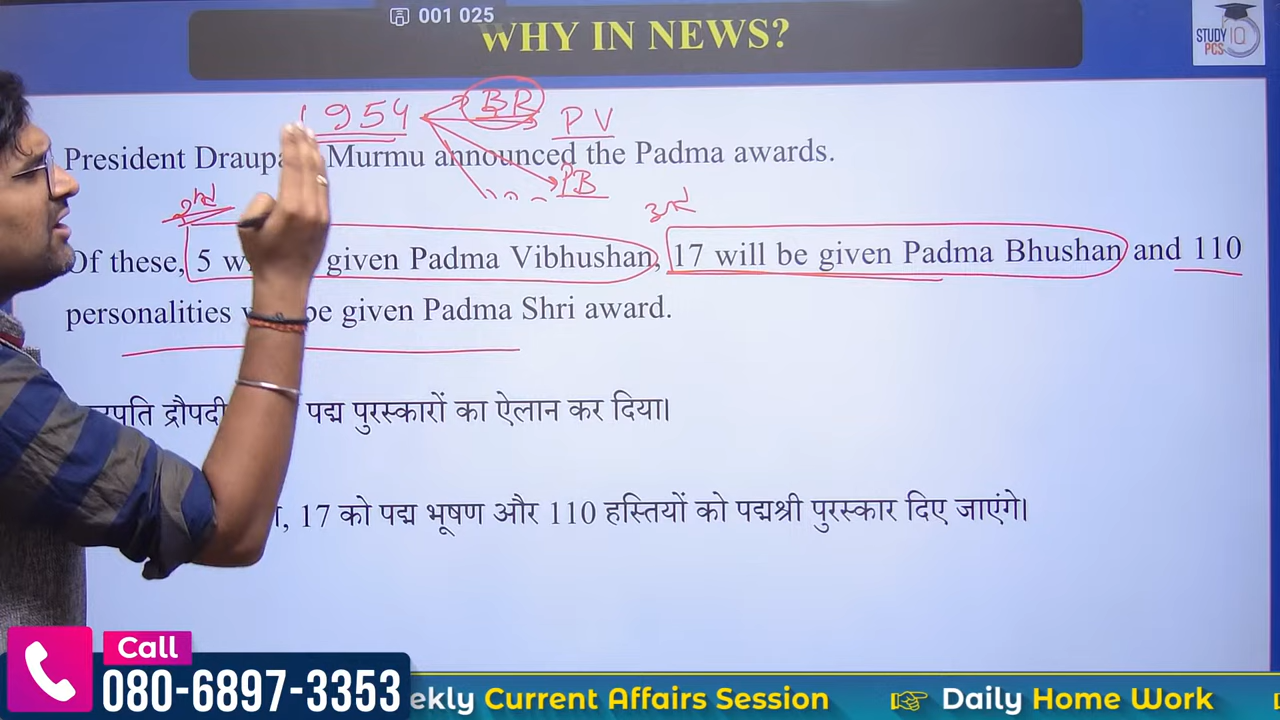 001 025
WHY IN NEWS?
STUDY IQ
PCS
1954 BR
PV
President Murmu announced the Padma awards.
PB
2nd 3rd
Of these, 5 given Padma Vibhushan, 17 will be given Padma Bhushan and 110
personalities be given Padma Shri award.
पद्म पुरस्कारों का ऐलान कर दिया।
17 को पद्म भूषण और 110 हस्तियों को पद्मश्री पुरस्कार दिए जाएंगे।
Call
080-6897-3353
Current Affairs Session Daily Home Work